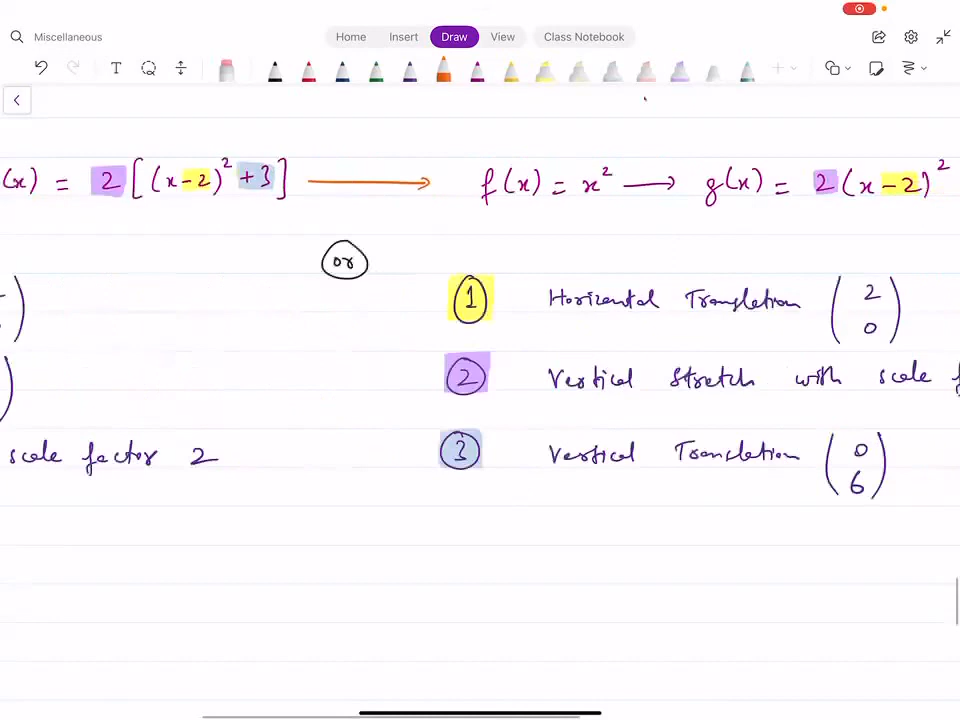 Miscellaneous
Home Insert Draw View Class Notebook
T
(x) = 2 [(x-2)² + 3] ⟶ f(x) = x² ⟶ g(x) = 2(x-2)²
or
1 Horizontal Translation (2 0)
2 Vertical Stretch with scale f
scale factor 2
3 Vertical Translation (0 6)